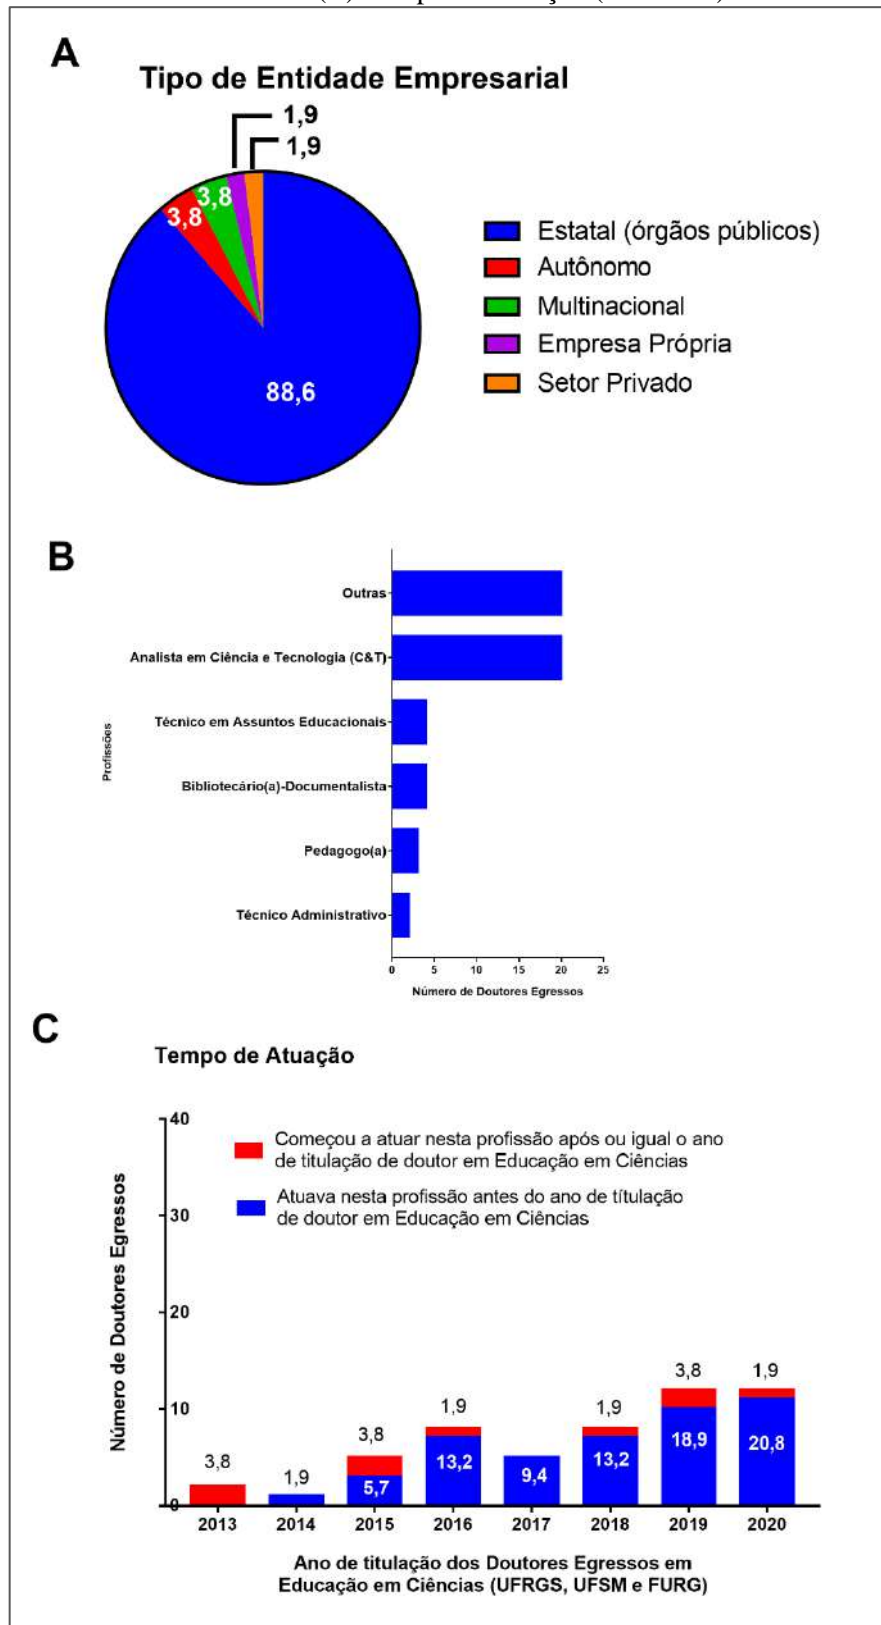 A
Tipo de Entidade Empresarial
1,9
1,9
3,8
3,8
88,6
Estatal (órgãos públicos)
Autônomo
Multinacional
Empresa Própria
Setor Privado
B
Profissões
Outras
Analista em Ciência e Tecnologia (C&T)
Técnico em Assuntos Educacionais
Bibliotecário(a)-Documentalista
Pedagogo(a)
Técnico Administrativo
0 5 10 15 20 25
Número de Doutores Egressos
C
Tempo de Atuação
Número de Doutores Egressos
40
30
20
10
0
Começou a atuar nesta profissão após ou igual o ano
de titulação de doutor em Educação em Ciências
Atuava nesta profissão antes do ano de títulação
de doutor em Educação em Ciências
3,8
1,9
3,8
5,7
1,9
13,2
9,4
1,9
13,2
3,8
18,9
1,9
20,8
2013 2014 2015 2016 2017 2018 2019 2020
Ano de titulação dos Doutores Egressos em
Educação em Ciências (UFRGS, UFSM e FURG)